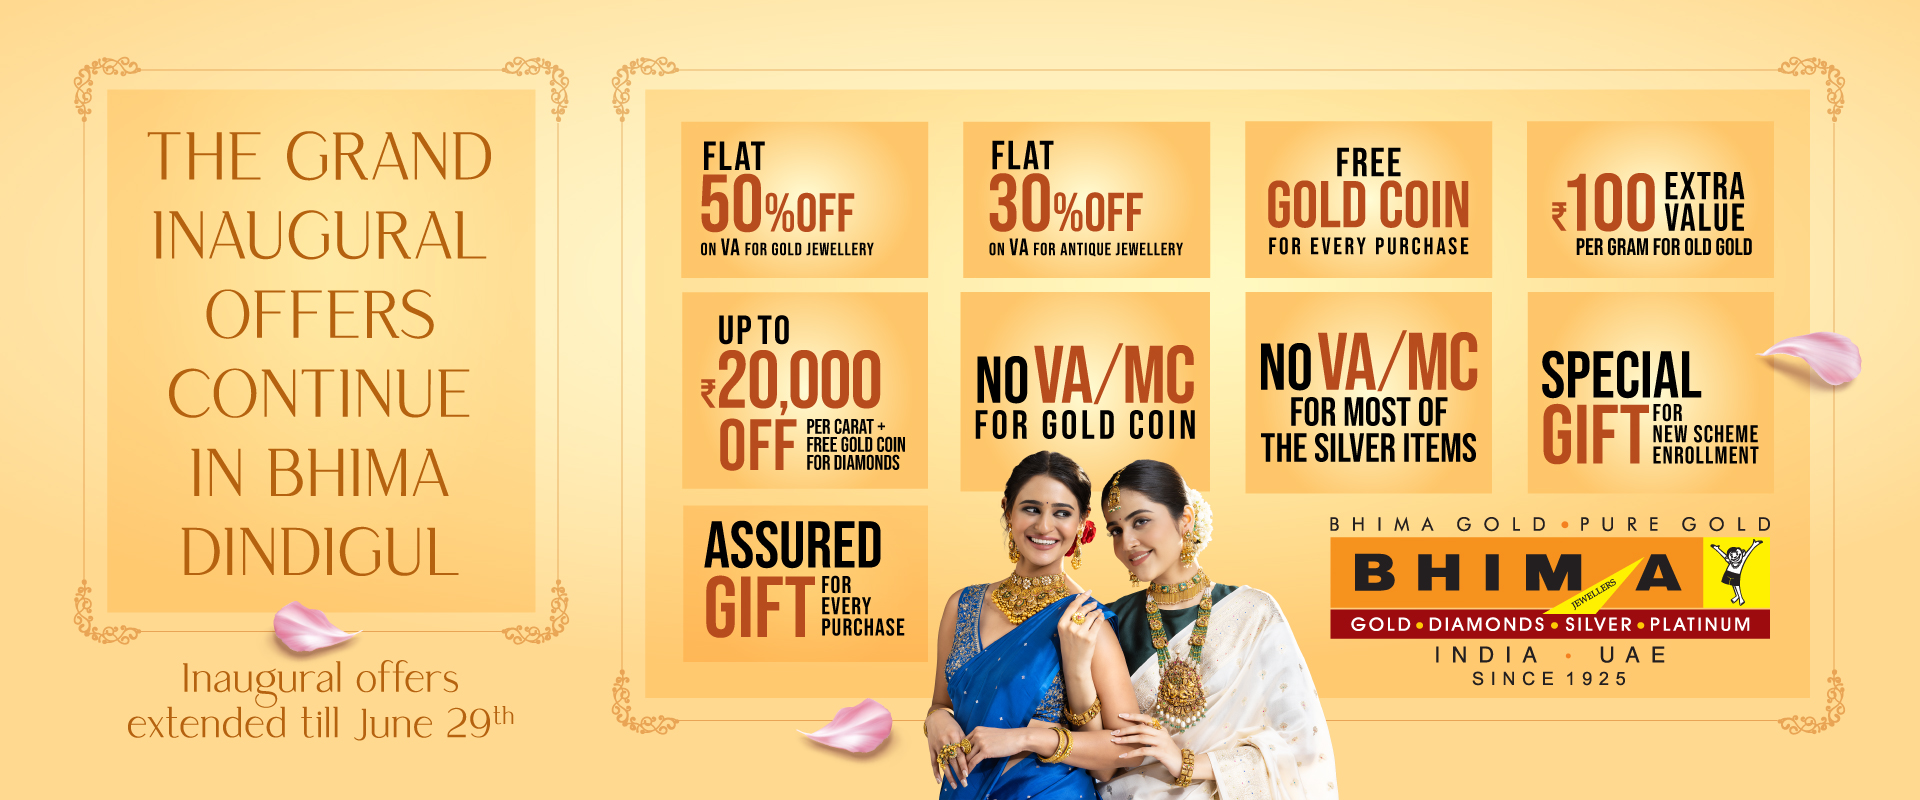 THE GRAND
INAUGURAL
OFFERS
CONTINUE
IN BHIMA
DINDIGUL
Inaugural offers
extended till June 29th
FLAT
50%OFF
ON VA FOR GOLD JEWELLERY
FLAT
30%OFF
ON VA FOR ANTIQUE JEWELLERY
FREE
GOLD COIN
FOR EVERY PURCHASE
₹100 EXTRA
VALUE
PER GRAM FOR OLD GOLD
UP TO
₹20,000
OFF PER CARAT +
FREE GOLD COIN
FOR DIAMONDS
NO VA/MC
FOR GOLD COIN
NO VA/MC
FOR MOST OF
THE SILVER ITEMS
SPECIAL
GIFT FOR
NEW SCHEME
ENROLLMENT
ASSURED
GIFT FOR
EVERY
PURCHASE
BHIMA GOLD • PURE GOLD
BHIMA
JEWELLERS
GOLD • DIAMONDS • SILVER • PLATINUM
INDIA • UAE
SINCE 1925